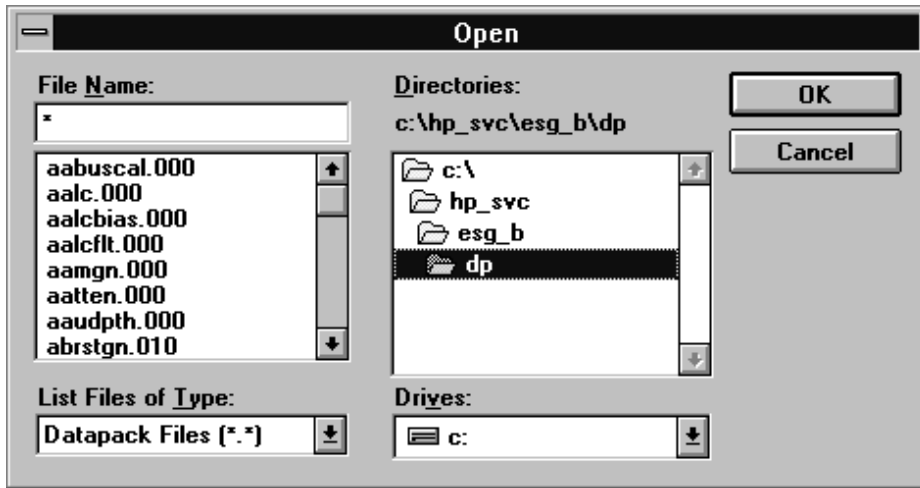 Open
File Name:
*
aabuscal.000
aalc.000
aalcbias.000
aalcflt.000
aamgn.000
aatten.000
aaudpth.000
abrstgn.010
List Files of Type:
Datapack Files (*.*)
Directories:
c:\hp_svc\esg_b\dp
c:\
hp_svc
esg_b
dp
Drives:
c:
OK
Cancel